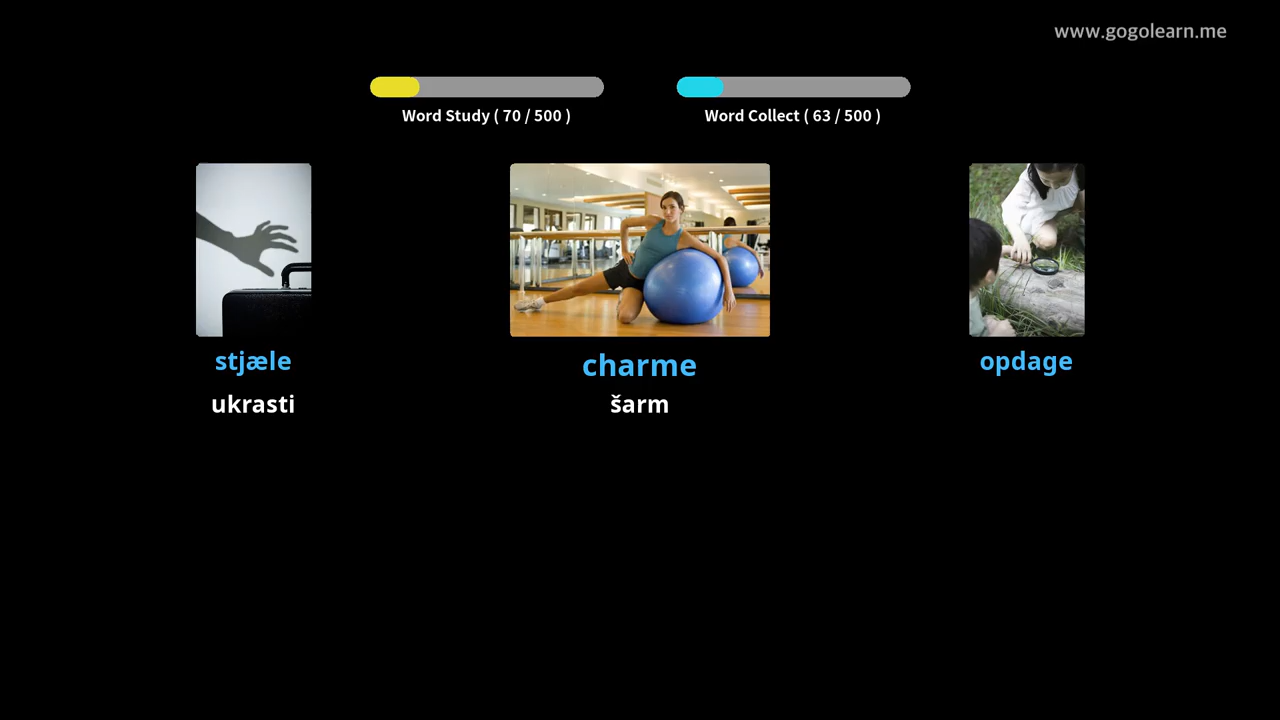 www.gogolearn.me
Word Study ( 70 / 500 )
Word Collect ( 63 / 500 )
stjæle
charme
opdage
ukrasti
šarm